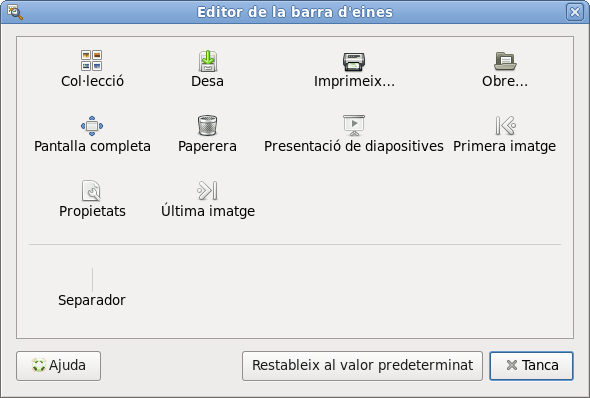 Editor de la barra d'eines
Col·lecció Desa Imprimeix... Obre...
Pantalla completa Paperera Presentació de diapositives Primera imatge
Propietats Última imatge
Separador
Ajuda Restableix al valor predeterminat Tanca